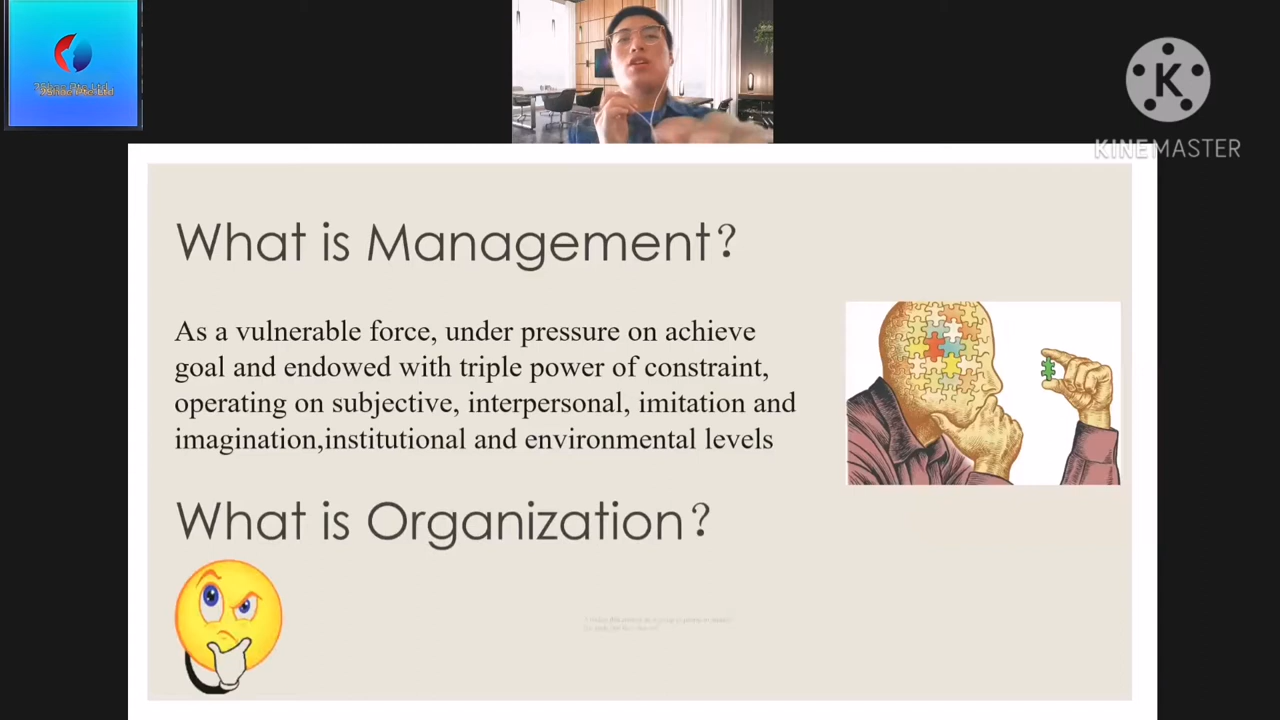 KINEMASTER
What is Management?
As a vulnerable force, under pressure on achieve
goal and endowed with triple power of constraint,
operating on subjective, interpersonal, imitation and
imagination,institutional and environmental levels
What is Organization?